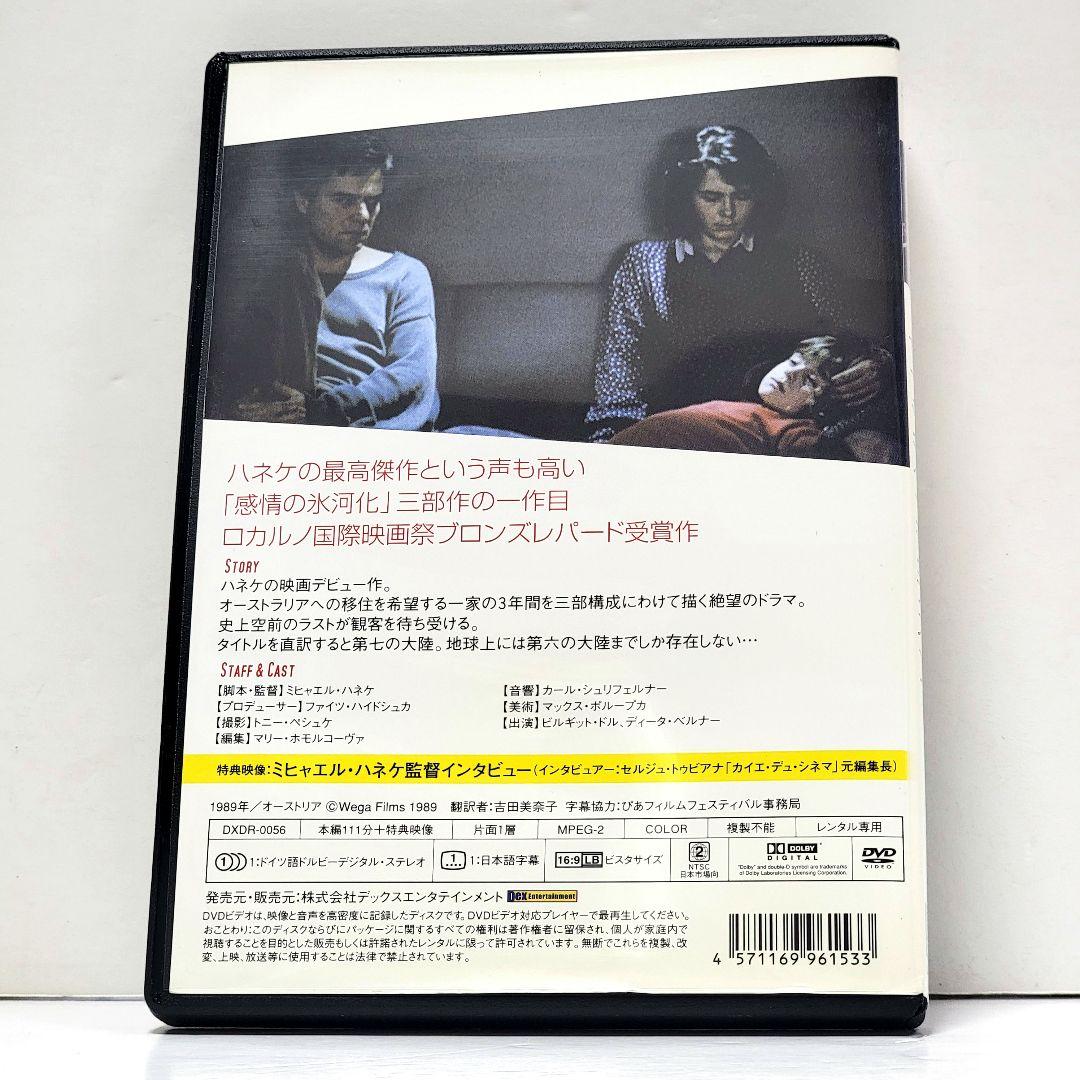 ハネケの最高傑作という声も高い
「感情の氷河化」三部作の一作目
ロカルノ国際映画祭ブロンズレパード受賞作
STORY
ハネケの映画デビュー作。
オーストラリアへの移住を希望する一家の3年間を三部構成にわけて描く絶望のドラマ。
史上空前のラストが観客を待ち受ける。
タイトルを直訳すると第七の大陸。地球上には第六の大陸までしか存在しない…
STAFF & CAST
【脚本・監督】ミヒャエル・ハネケ
【プロデューサー】ファイツ・ハイドシュカ
【撮影】トニー・ペシュケ
【編集】マリー・ホモルコーヴァ
【音響】カール・シュリフェルナー
【美術】マックス・ボルーブカ
【出演】ビルギット・ドル、ディータ・ベルナー
特典映像：ミヒャエル・ハネケ監督インタビュー（インタビュアー：セルジュ・トゥビアナ「カイエ・デュ・シネマ」元編集長）
1989年／オーストリア ©Wega Films 1989 翻訳者：吉田美奈子 字幕協力：ぴあフィルムフェスティバル事務局
DXDR-0056 本編111分＋特典映像 片面1層 MPEG-2 COLOR 複製不能 レンタル専用
1 1：ドイツ語ドルビーデジタル・ステレオ 1 1：日本語字幕 16:9 LB ビスタサイズ
2 NTSC 日本市場向
DOLBY DIGITAL
"Dolby" and double-D symbol are trademarks of Dolby Laboratories Licensing Corporation.
DVD VIDEO
発売元・販売元：株式会社デックスエンタテインメント Dex Entertainment
DVDビデオは、映像と音声を高密度に記録したディスクです。DVDビデオ対応プレイヤーで最再生してください。
おことわり：このディスクならびにパッケージに関するすべての権利は著作権者に留保され、個人が家庭内で
視聴することを目的とした販売もしくは許諾されたレンタルに限って許可されています。無断でこれらを複製、改
変、上映、放送等に使用することは法律で禁止されています。
4 571169 961533